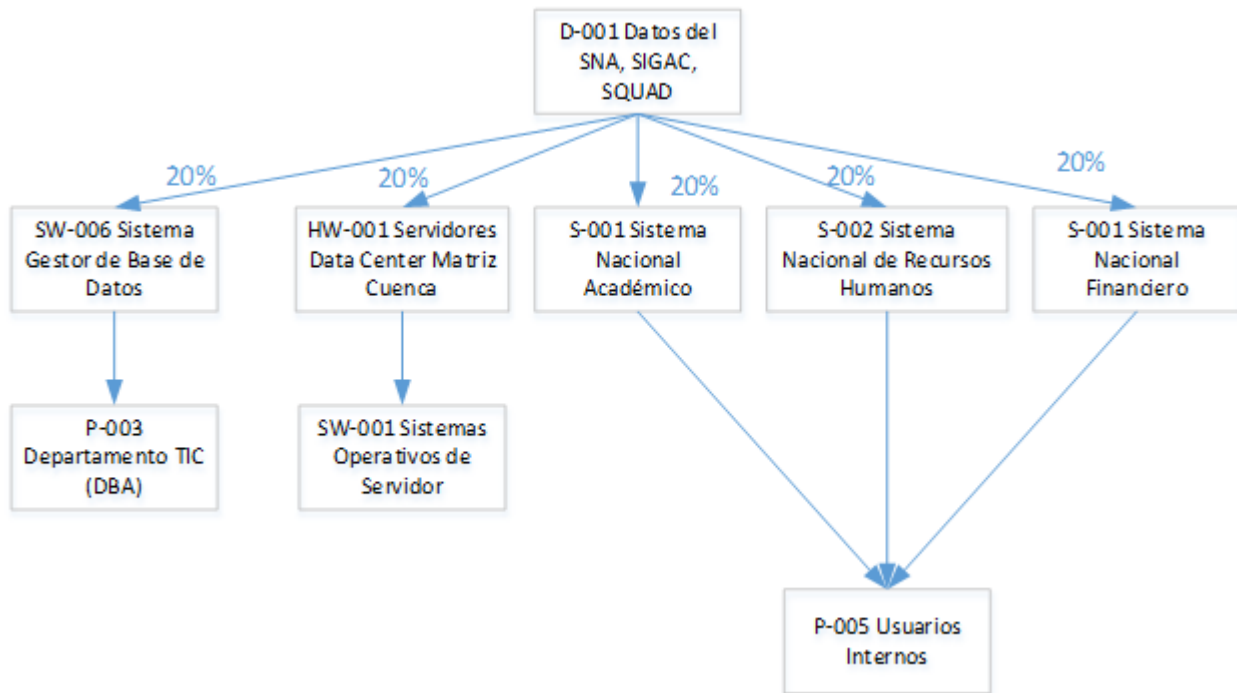 D-001 Datos del
SNA, SIGAC,
SQUAD
20%
20%
20%
20%
20%
SW-006 Sistema
Gestor de Base de
Datos
HW-001 Servidores
Data Center Matriz
Cuenca
S-001 Sistema
Nacional
Académico
S-002 Sistema
Nacional de Recursos
Humanos
S-001 Sistema
Nacional
Financiero
P-003
Departamento TIC
(DBA)
SW-001 Sistemas
Operativos de
Servidor
P-005 Usuarios
Internos